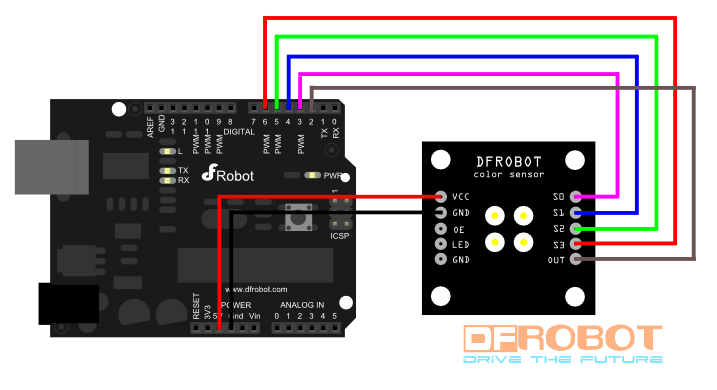 AREF
GND
13
12
PWM 11
PWM 10
PWM 9
8
DIGITAL
7
PWM 6
PWM 5
4
PWM 3
2
TX 1
RX 0
L
TX
RX
DFRobot
PWR
1
ICSP
www.dfrobot.com
RESET
3V3
5V
Gnd
Vin
POWER
ANALOG IN
0 1 2 3 4 5
DFROBOT
color sensor
VCC S0
GND S1
OE S2
LED S3
GND OUT
DFROBOT
DRIVE THE FUTURE